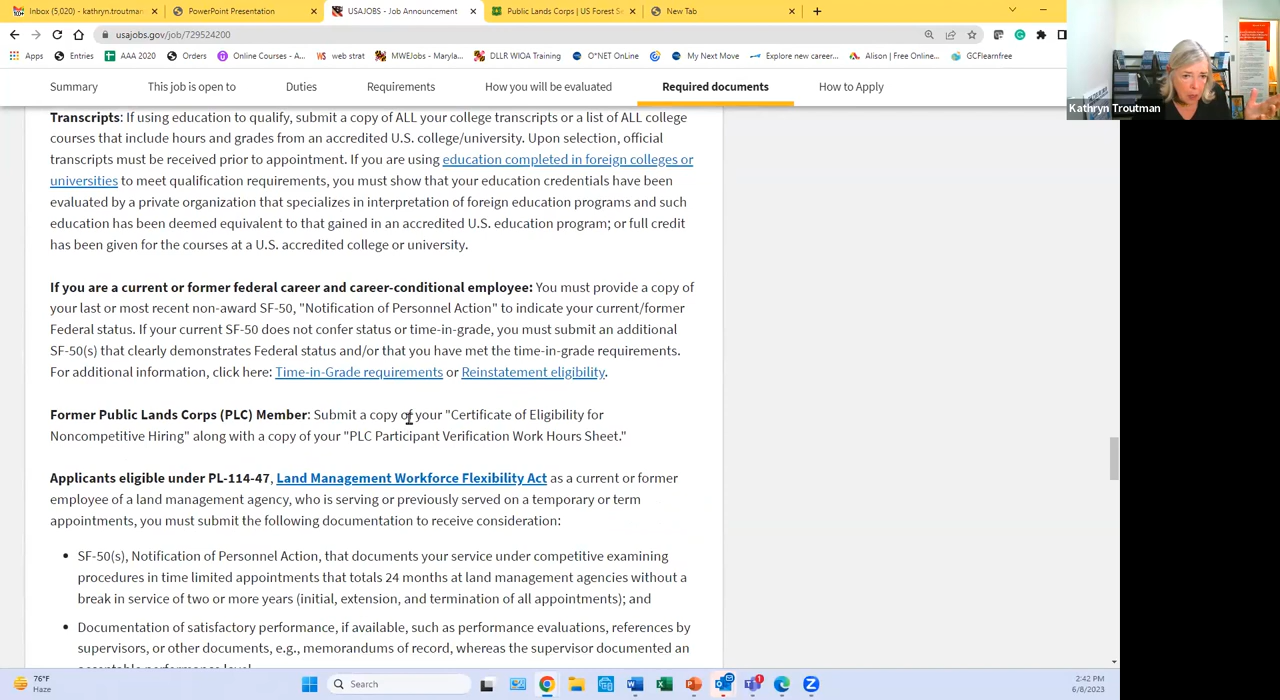 Inbox (5,020) - kathryn.troutman
PowerPoint Presentation
USAJOBS - Job Announcement
Public Lands Corps | US Forest Se
New Tab
usajobs.gov/job/729524200
Apps
Entries
AAA 2020
Orders
Online Courses - A...
web strat
MWEJobs - Maryla...
DLLR WIOA Training
O*NET OnLine
My Next Move
Explore new career...
Alison | Free Online...
GCFlearnfree
Summary
This job is open to
Duties
Requirements
How you will be evaluated
Required documents
How to Apply
Kathryn Troutman
Transcripts: If using education to qualify, submit a copy of ALL your college transcripts or a list of ALL college
courses that include hours and grades from an accredited U.S. college/university. Upon selection, official
transcripts must be received prior to appointment. If you are using education completed in foreign colleges or
universities to meet qualification requirements, you must show that your education credentials have been
evaluated by a private organization that specializes in interpretation of foreign education programs and such
education has been deemed equivalent to that gained in an accredited U.S. education program; or full credit
has been given for the courses at a U.S. accredited college or university.
If you are a current or former federal career and career-conditional employee: You must provide a copy of
your last or most recent non-award SF-50, "Notification of Personnel Action" to indicate your current/former
Federal status. If your current SF-50 does not confer status or time-in-grade, you must submit an additional
SF-50(s) that clearly demonstrates Federal status and/or that you have met the time-in-grade requirements.
For additional information, click here: Time-in-Grade requirements or Reinstatement eligibility.
Former Public Lands Corps (PLC) Member: Submit a copy of your "Certificate of Eligibility for
Noncompetitive Hiring" along with a copy of your "PLC Participant Verification Work Hours Sheet."
Applicants eligible under PL-114-47, Land Management Workforce Flexibility Act as a current or former
employee of a land management agency, who is serving or previously served on a temporary or term
appointments, you must submit the following documentation to receive consideration:
• SF-50(s), Notification of Personnel Action, that documents your service under competitive examining
procedures in time limited appointments that totals 24 months at land management agencies without a
break in service of two or more years (initial, extension, and termination of all appointments); and
• Documentation of satisfactory performance, if available, such as performance evaluations, references by
supervisors, or other documents, e.g., memorandums of record, whereas the supervisor documented an
acceptable performance level
76°F
Haze
Search
2:42 PM
6/8/2023